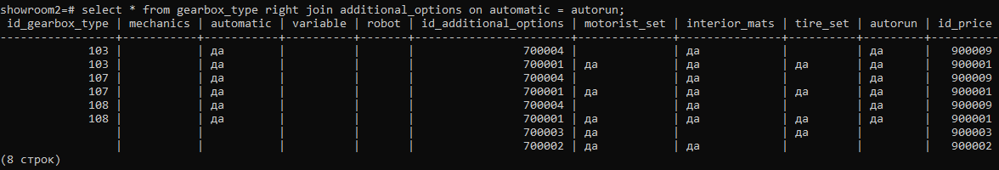 showroom2=# select * from gearbox_type right join additional_options on automatic = autorun;
 id_gearbox_type | mechanics | automatic | variable | robot | id_additional_options | motorist_set | interior_mats | tire_set | autorun | id_price
-----------------+-----------+-----------+----------+-------+-----------------------+--------------+---------------+----------+---------+----------
             103 |           | да        |          |       |                700004 |              | да            |          | да      |   900009
             103 |           | да        |          |       |                700001 | да           | да            | да       | да      |   900001
             107 |           | да        |          |       |                700004 |              | да            |          | да      |   900009
             107 |           | да        |          |       |                700001 | да           | да            | да       | да      |   900001
             108 |           | да        |          |       |                700004 |              | да            |          | да      |   900009
             108 |           | да        |          |       |                700001 | да           | да            | да       | да      |   900001
                 |           |           |          |       |                700003 | да           |               | да       |         |   900003
                 |           |           |          |       |                700002 | да           | да            |          |         |   900002
(8 строк)